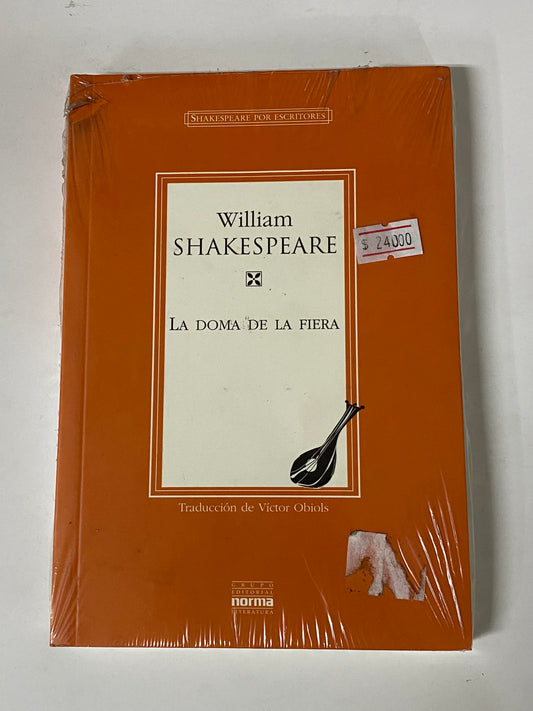 SHAKESPEARE POR ESCRITORES
William
SHAKESPEARE
$ 24000
LA DOMA DE LA FIERA
Traducción de Víctor Obiols
GRUPO
EDITORIAL
norma
LITERATURA